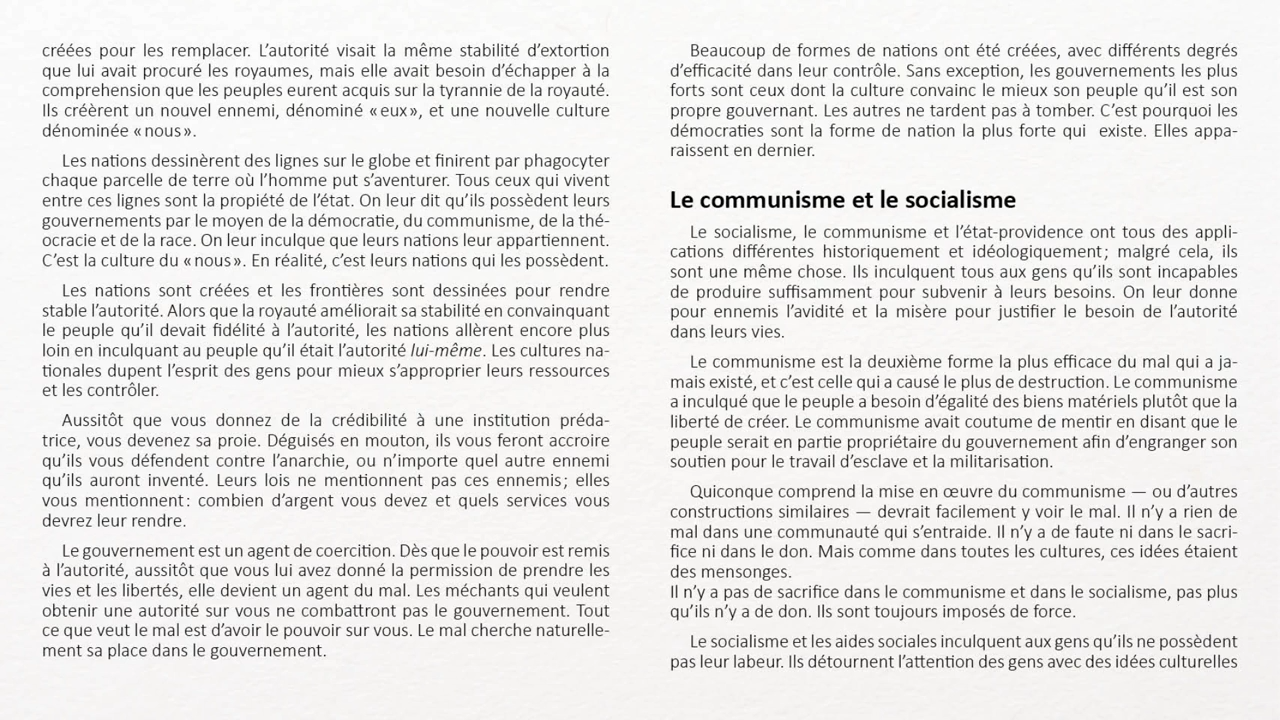 créées pour les remplacer. L’autorité visait la même stabilité d’extortion
que lui avait procuré les royaumes, mais elle avait besoin d’échapper à la
comprehension que les peuples eurent acquis sur la tyrannie de la royauté.
Ils créèrent un nouvel ennemi, dénominé « eux », et une nouvelle culture
dénominée « nous ».
Les nations dessinèrent des lignes sur le globe et finirent par phagocyter
chaque parcelle de terre où l’homme put s’aventurer. Tous ceux qui vivent
entre ces lignes sont la propiété de l’état. On leur dit qu’ils possèdent leurs
gouvernements par le moyen de la démocratie, du communisme, de la thé-
ocracie et de la race. On leur inculque que leurs nations leur appartiennent.
C’est la culture du « nous ». En réalité, c’est leurs nations qui les possèdent.
Les nations sont créées et les frontières sont dessinées pour rendre
stable l’autorité. Alors que la royauté améliorait sa stabilité en convainquant
le peuple qu’il devait fidélité à l’autorité, les nations allèrent encore plus
loin en inculquant au peuple qu’il était l’autorité lui-même. Les cultures na-
tionales dupent l’esprit des gens pour mieux s’approprier leurs ressources
et les contrôler.
Aussitôt que vous donnez de la crédibilité à une institution préda-
trice, vous devenez sa proie. Déguisés en mouton, ils vous feront accroire
qu’ils vous défendent contre l’anarchie, ou n’importe quel autre ennemi
qu’ils auront inventé. Leurs lois ne mentionnent pas ces ennemis ; elles
vous mentionnent : combien d’argent vous devez et quels services vous
devrez leur rendre.
Le gouvernement est un agent de coercition. Dès que le pouvoir est remis
à l’autorité, aussitôt que vous lui avez donné la permission de prendre les
vies et les libertés, elle devient un agent du mal. Les méchants qui veulent
obtenir une autorité sur vous ne combattront pas le gouvernement. Tout
ce que veut le mal est d’avoir le pouvoir sur vous. Le mal cherche naturelle-
ment sa place dans le gouvernement.
Beaucoup de formes de nations ont été créées, avec différents degrés
d’efficacité dans leur contrôle. Sans exception, les gouvernements les plus
forts sont ceux dont la culture convainc le mieux son peuple qu’il est son
propre gouvernant. Les autres ne tardent pas à tomber. C’est pourquoi les
démocraties sont la forme de nation la plus forte qui existe. Elles appa-
raissent en dernier.
Le communisme et le socialisme
Le socialisme, le communisme et l’état-providence ont tous des appli-
cations différentes historiquement et idéologiquement ; malgré cela, ils
sont une même chose. Ils inculquent tous aux gens qu’ils sont incapables
de produire suffisamment pour subvenir à leurs besoins. On leur donne
pour ennemis l’avidité et la misère pour justifier le besoin de l’autorité
dans leurs vies.
Le communisme est la deuxième forme la plus efficace du mal qui a ja-
mais existé, et c’est celle qui a causé le plus de destruction. Le communisme
a inculqué que le peuple a besoin d’égalité des biens matériels plutôt que la
liberté de créer. Le communisme avait coutume de mentir en disant que le
peuple serait en partie propriétaire du gouvernement afin d’engranger son
soutien pour le travail d’esclave et la militarisation.
Quiconque comprend la mise en œuvre du communisme — ou d’autres
constructions similaires — devrait facilement y voir le mal. Il n’y a rien de
mal dans une communauté qui s’entraide. Il n’y a de faute ni dans le sacri-
fice ni dans le don. Mais comme dans toutes les cultures, ces idées étaient
des mensonges.
Il n’y a pas de sacrifice dans le communisme et dans le socialisme, pas plus
qu’ils n’y a de don. Ils sont toujours imposés de force.
Le socialisme et les aides sociales inculquent aux gens qu’ils ne possèdent
pas leur labeur. Ils détournent l’attention des gens avec des idées culturelles